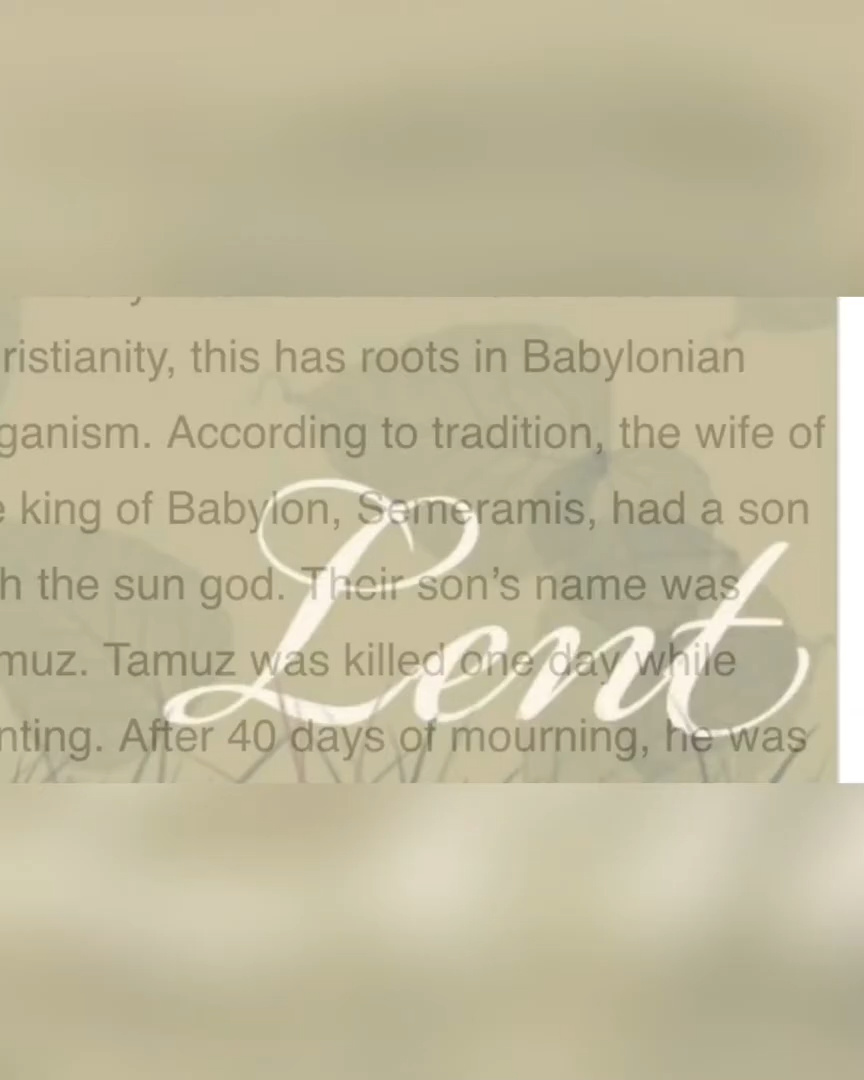 ristianity, this has roots in Babylonian
ganism. According to tradition, the wife of
king of Babylon, Semeramis, had a son
h the sun god. Their son's name was
muz. Tamuz was killed one day while
nting. After 40 days of mourning, he was
Lent